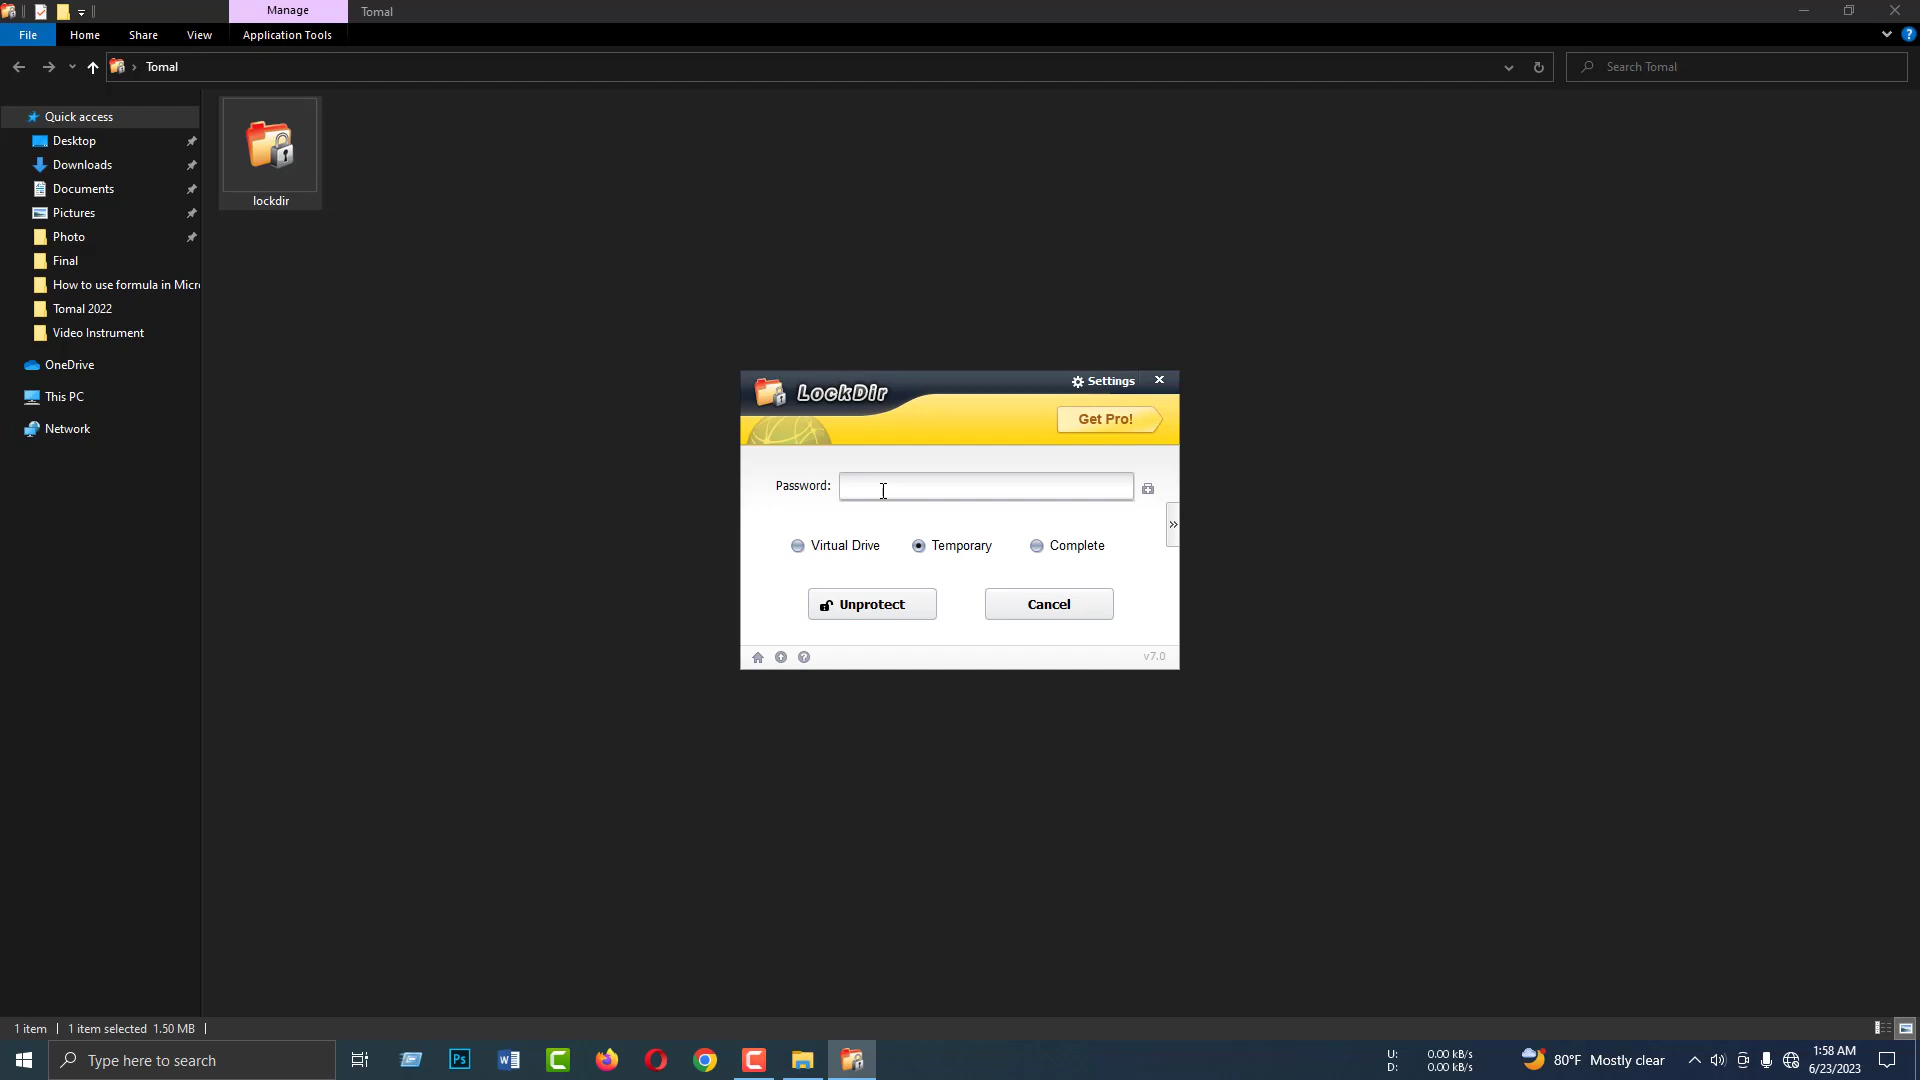 Manage
Tomal
File
Home
Share
View
Application Tools
Tomal
Search Tomal
Quick access
Desktop
Downloads
Documents
Pictures
Photo
Final
How to use formula in Micro
Tomal 2022
Video Instrument
OneDrive
This PC
Network
lockdir
LockDir
Settings
Get Pro!
Password:
Virtual Drive
Temporary
Complete
Unprotect
Cancel
v7.0
1 item
1 item selected 1.50 MB
Type here to search
Ps
U: 0.00 kB/s
D: 0.00 kB/s
80°F Mostly clear
1:58 AM
6/23/2023